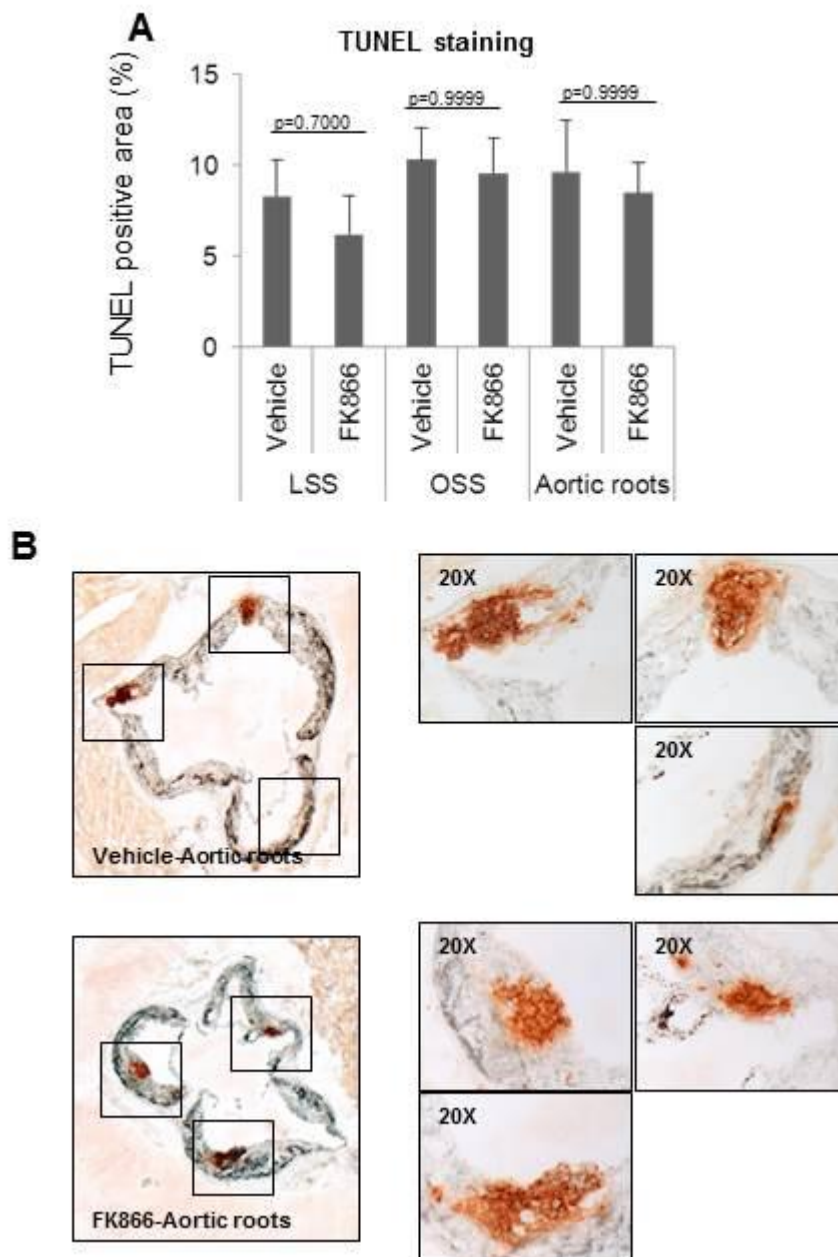 A
TUNEL staining
TUNEL positive area (%)
15
10
5
0
p=0.7000
p=0.9999
p=0.9999
Vehicle
FK866
Vehicle
FK866
Vehicle
FK866
LSS
OSS
Aortic roots
B
Vehicle-Aortic roots
20X
20X
20X
FK866-Aortic roots
20X
20X
20X